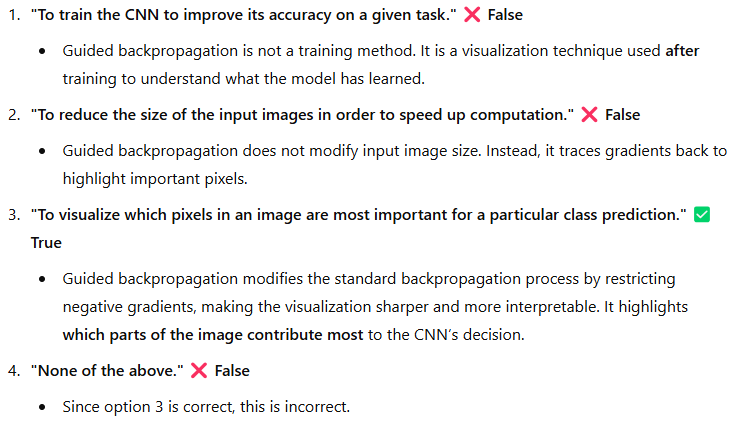 1. "To train the CNN to improve its accuracy on a given task." ❌ False
• Guided backpropagation is not a training method. It is a visualization technique used after
training to understand what the model has learned.
2. "To reduce the size of the input images in order to speed up computation." ❌ False
• Guided backpropagation does not modify input image size. Instead, it traces gradients back to
highlight important pixels.
3. "To visualize which pixels in an image are most important for a particular class prediction." ✅
True
• Guided backpropagation modifies the standard backpropagation process by restricting
negative gradients, making the visualization sharper and more interpretable. It highlights
which parts of the image contribute most to the CNN's decision.
4. "None of the above." ❌ False
• Since option 3 is correct, this is incorrect.